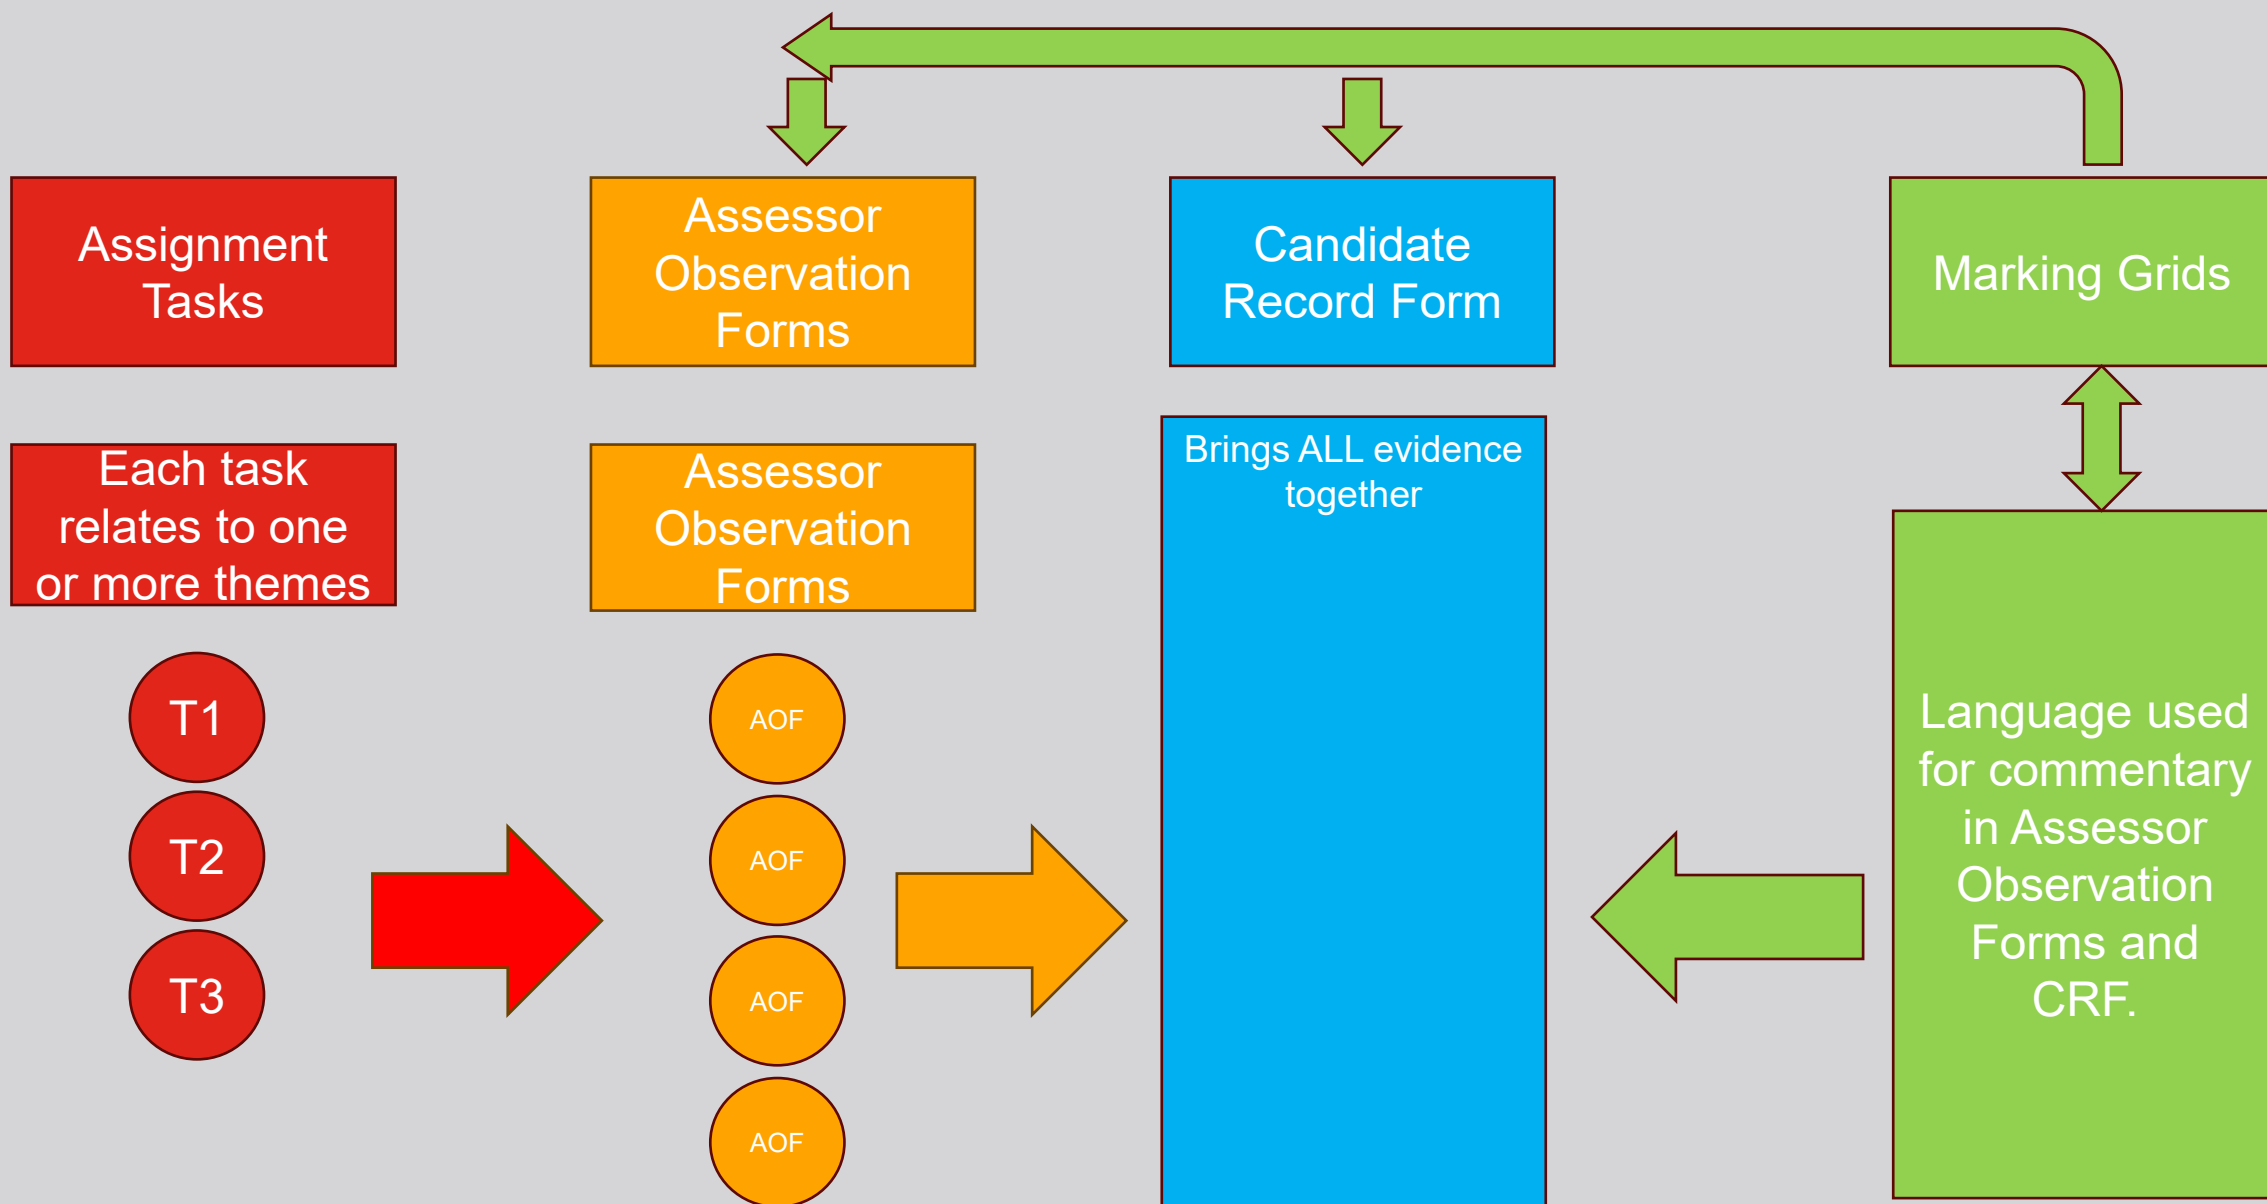 Assignment
Tasks
Assessor
Observation
Forms
Candidate
Record Form
Marking Grids
Each task
relates to one
or more themes
Assessor
Observation
Forms
Brings ALL evidence
together
T1
T2
T3
AOF
AOF
AOF
AOF
Language used
for commentary
in Assessor
Observation
Forms and
CRF.